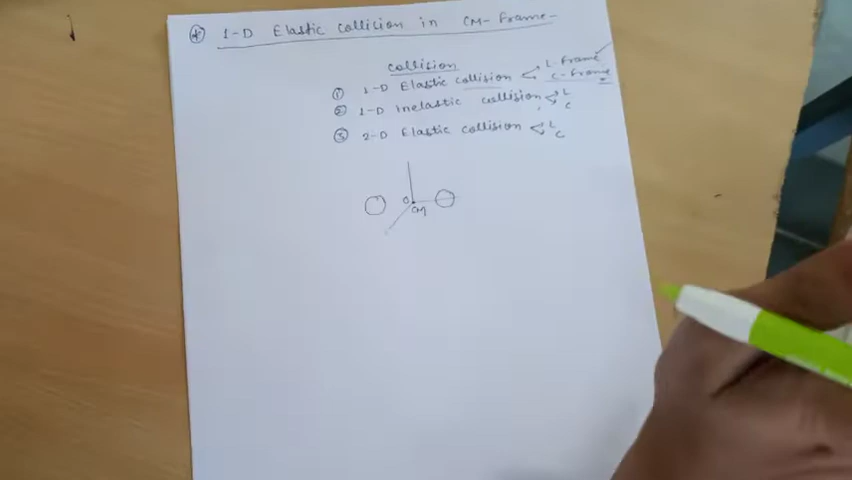 * 1-D Elastic collision in CM-Frame-
collision
① 1-D Elastic collision < L-Frame
C-Frame
② 1-D Inelastic collision, < L
C
③ 2-D Elastic collision < L
C
O
CM